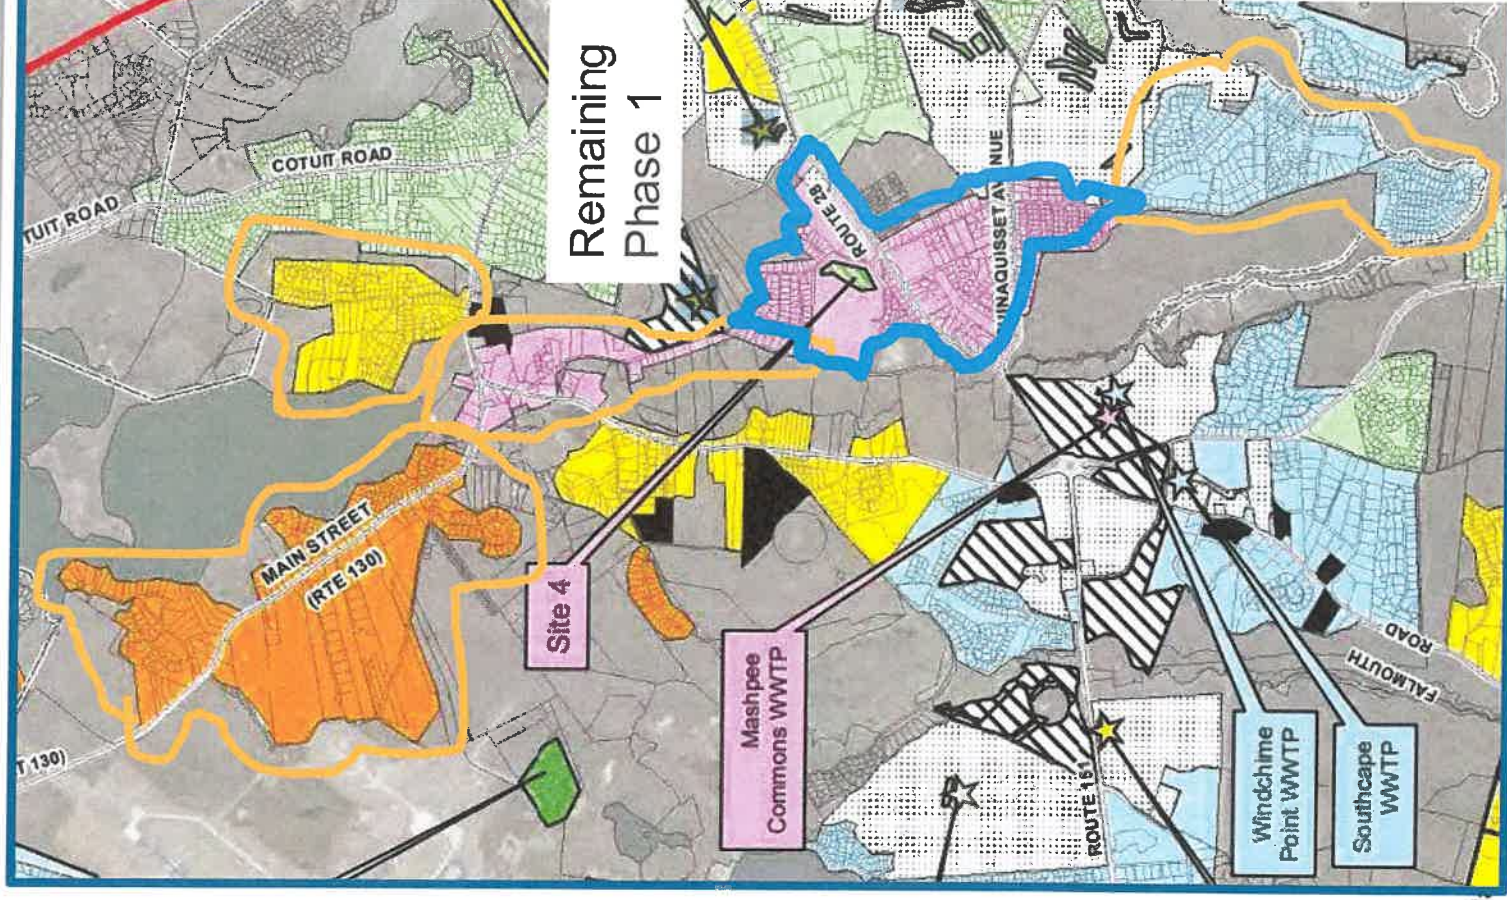 Remaining
Phase 1
COTUIT ROAD
TUIT ROAD
MAIN STREET
(RTE 130)
T 130)
ROUTE 28
UINAQUISSET AVENUE
Site 4
Mashpee
Commons WWTP
Windchime
Point WWTP
Southcape
WWTP
FALMOUTH
ROAD
ROUTE 151